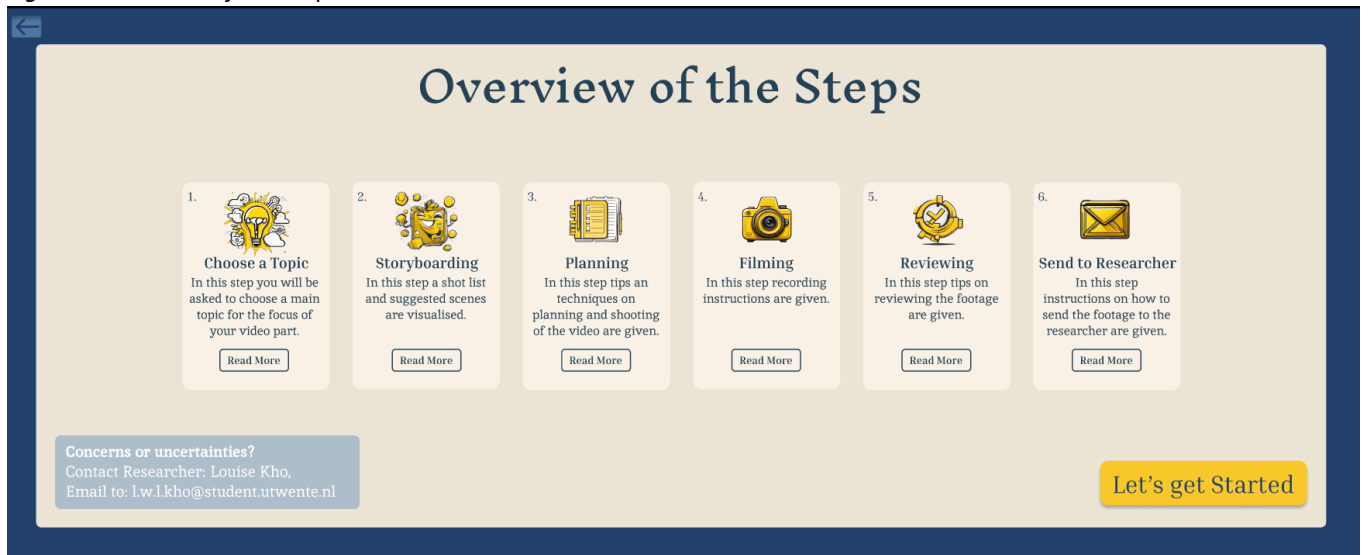 Overview of the Steps
1.
Choose a Topic
In this step you will be
asked to choose a main
topic for the focus of
your video part.
Read More
2.
Storyboarding
In this step a shot list
and suggested scenes
are visualised.
Read More
3.
Planning
In this step tips an
techniques on
planning and shooting
of the video are given.
Read More
4.
Filming
In this step recording
instructions are given.
Read More
5.
Reviewing
In this step tips on
reviewing the footage
are given.
Read More
6.
Send to Researcher
In this step
instructions on how to
send the footage to the
researcher are given.
Read More
Concerns or uncertainties?
Contact Researcher: Louise Kho,
Email to: l.w.l.kho@student.utwente.nl
Let's get Started